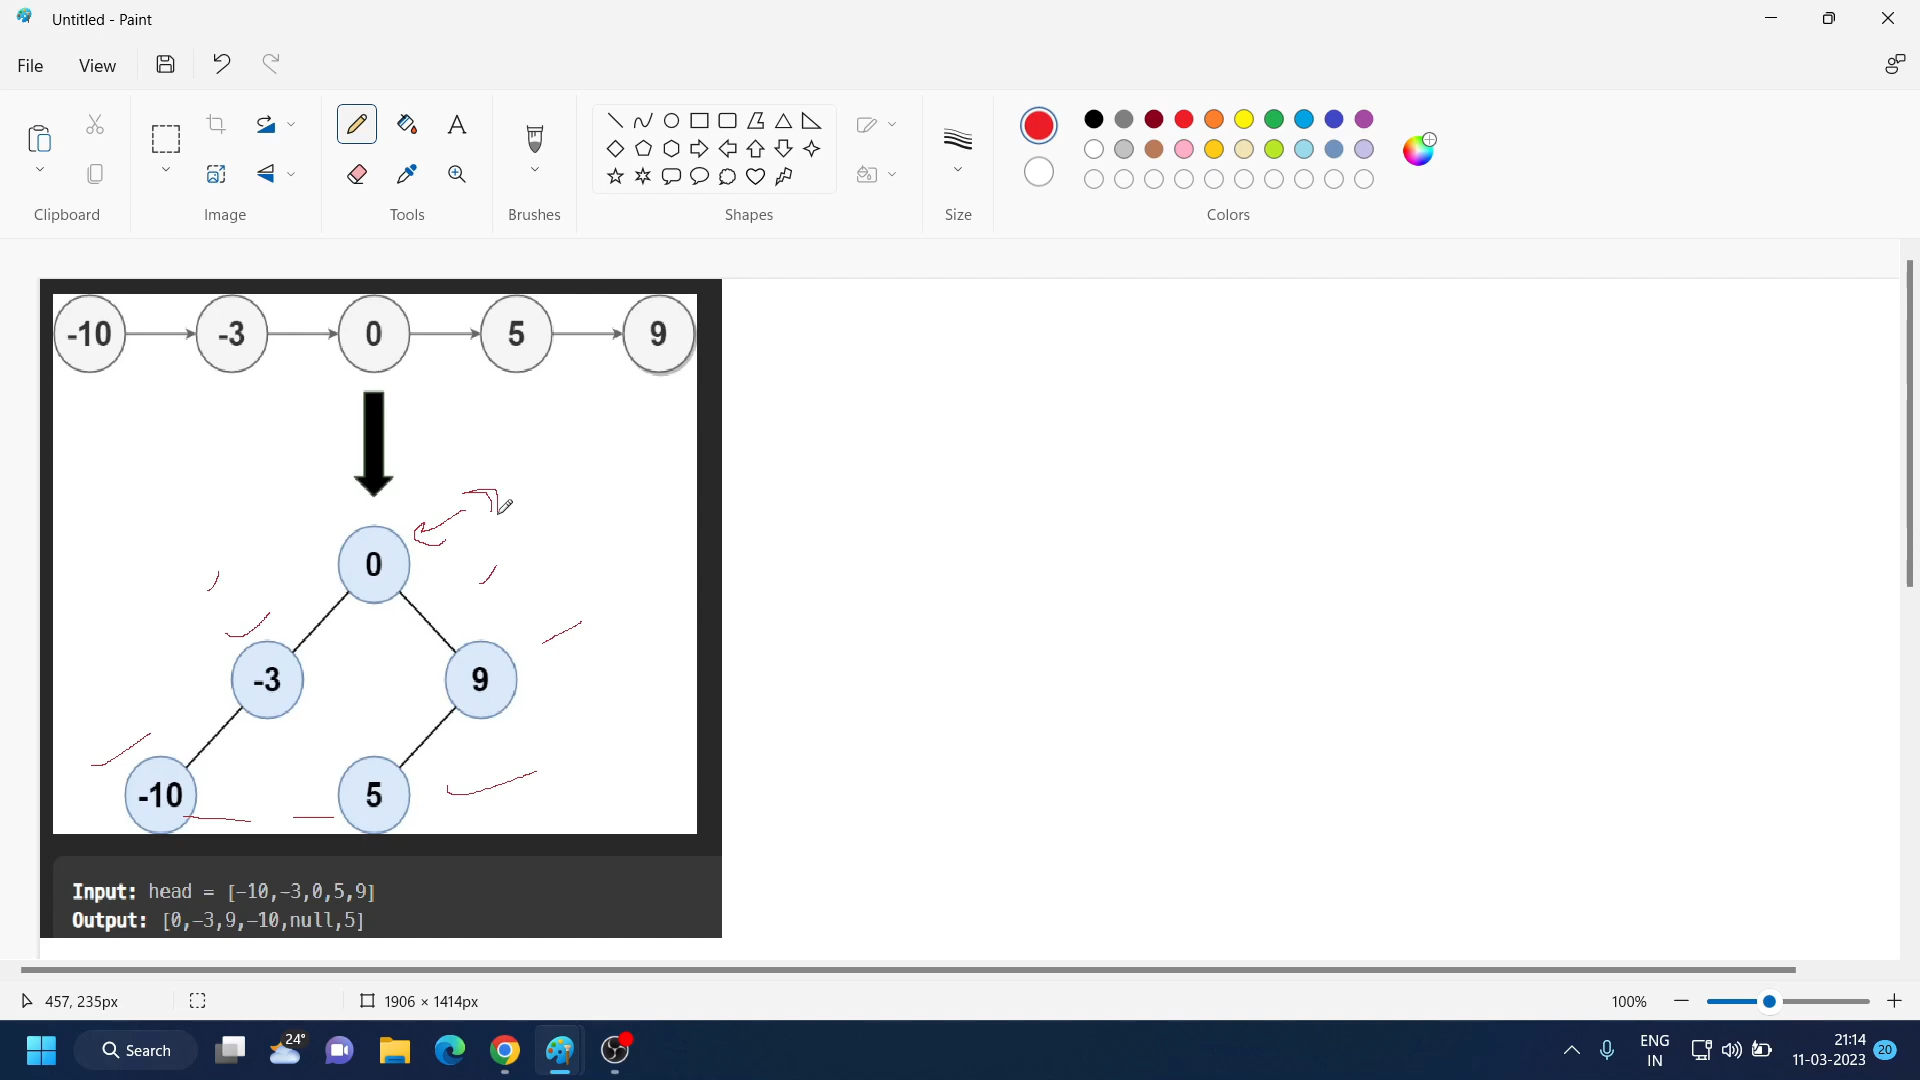 Untitled - Paint
File View
Clipboard Image Tools Brushes Shapes Size Colors
-10 -3 0 5 9
0
-3 9
-10 5
Input: head = [-10,-3,0,5,9]
Output: [0,-3,9,-10,null,5]
457, 235px 1906 × 1414px 100%
Search 24° ENG IN 21:14 11-03-2023 20